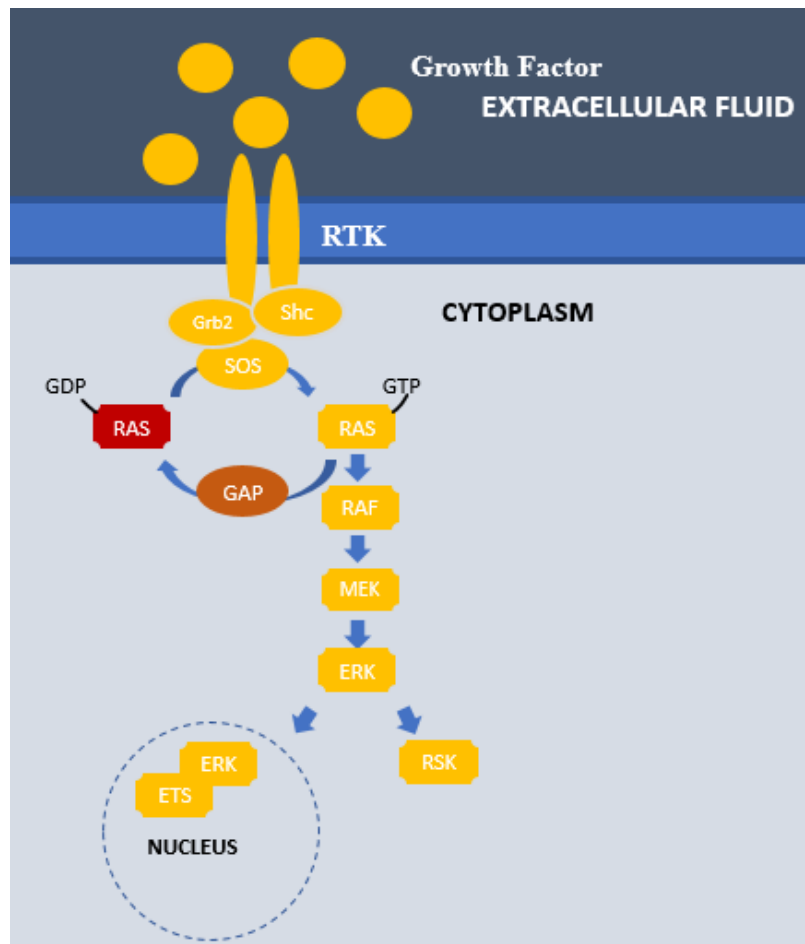 Growth Factor
EXTRACELLULAR FLUID
RTK
Grb2
Shc
CYTOPLASM
SOS
GDP
GTP
RAS
RAS
GAP
RAF
MEK
ERK
ERK
RSK
ETS
NUCLEUS